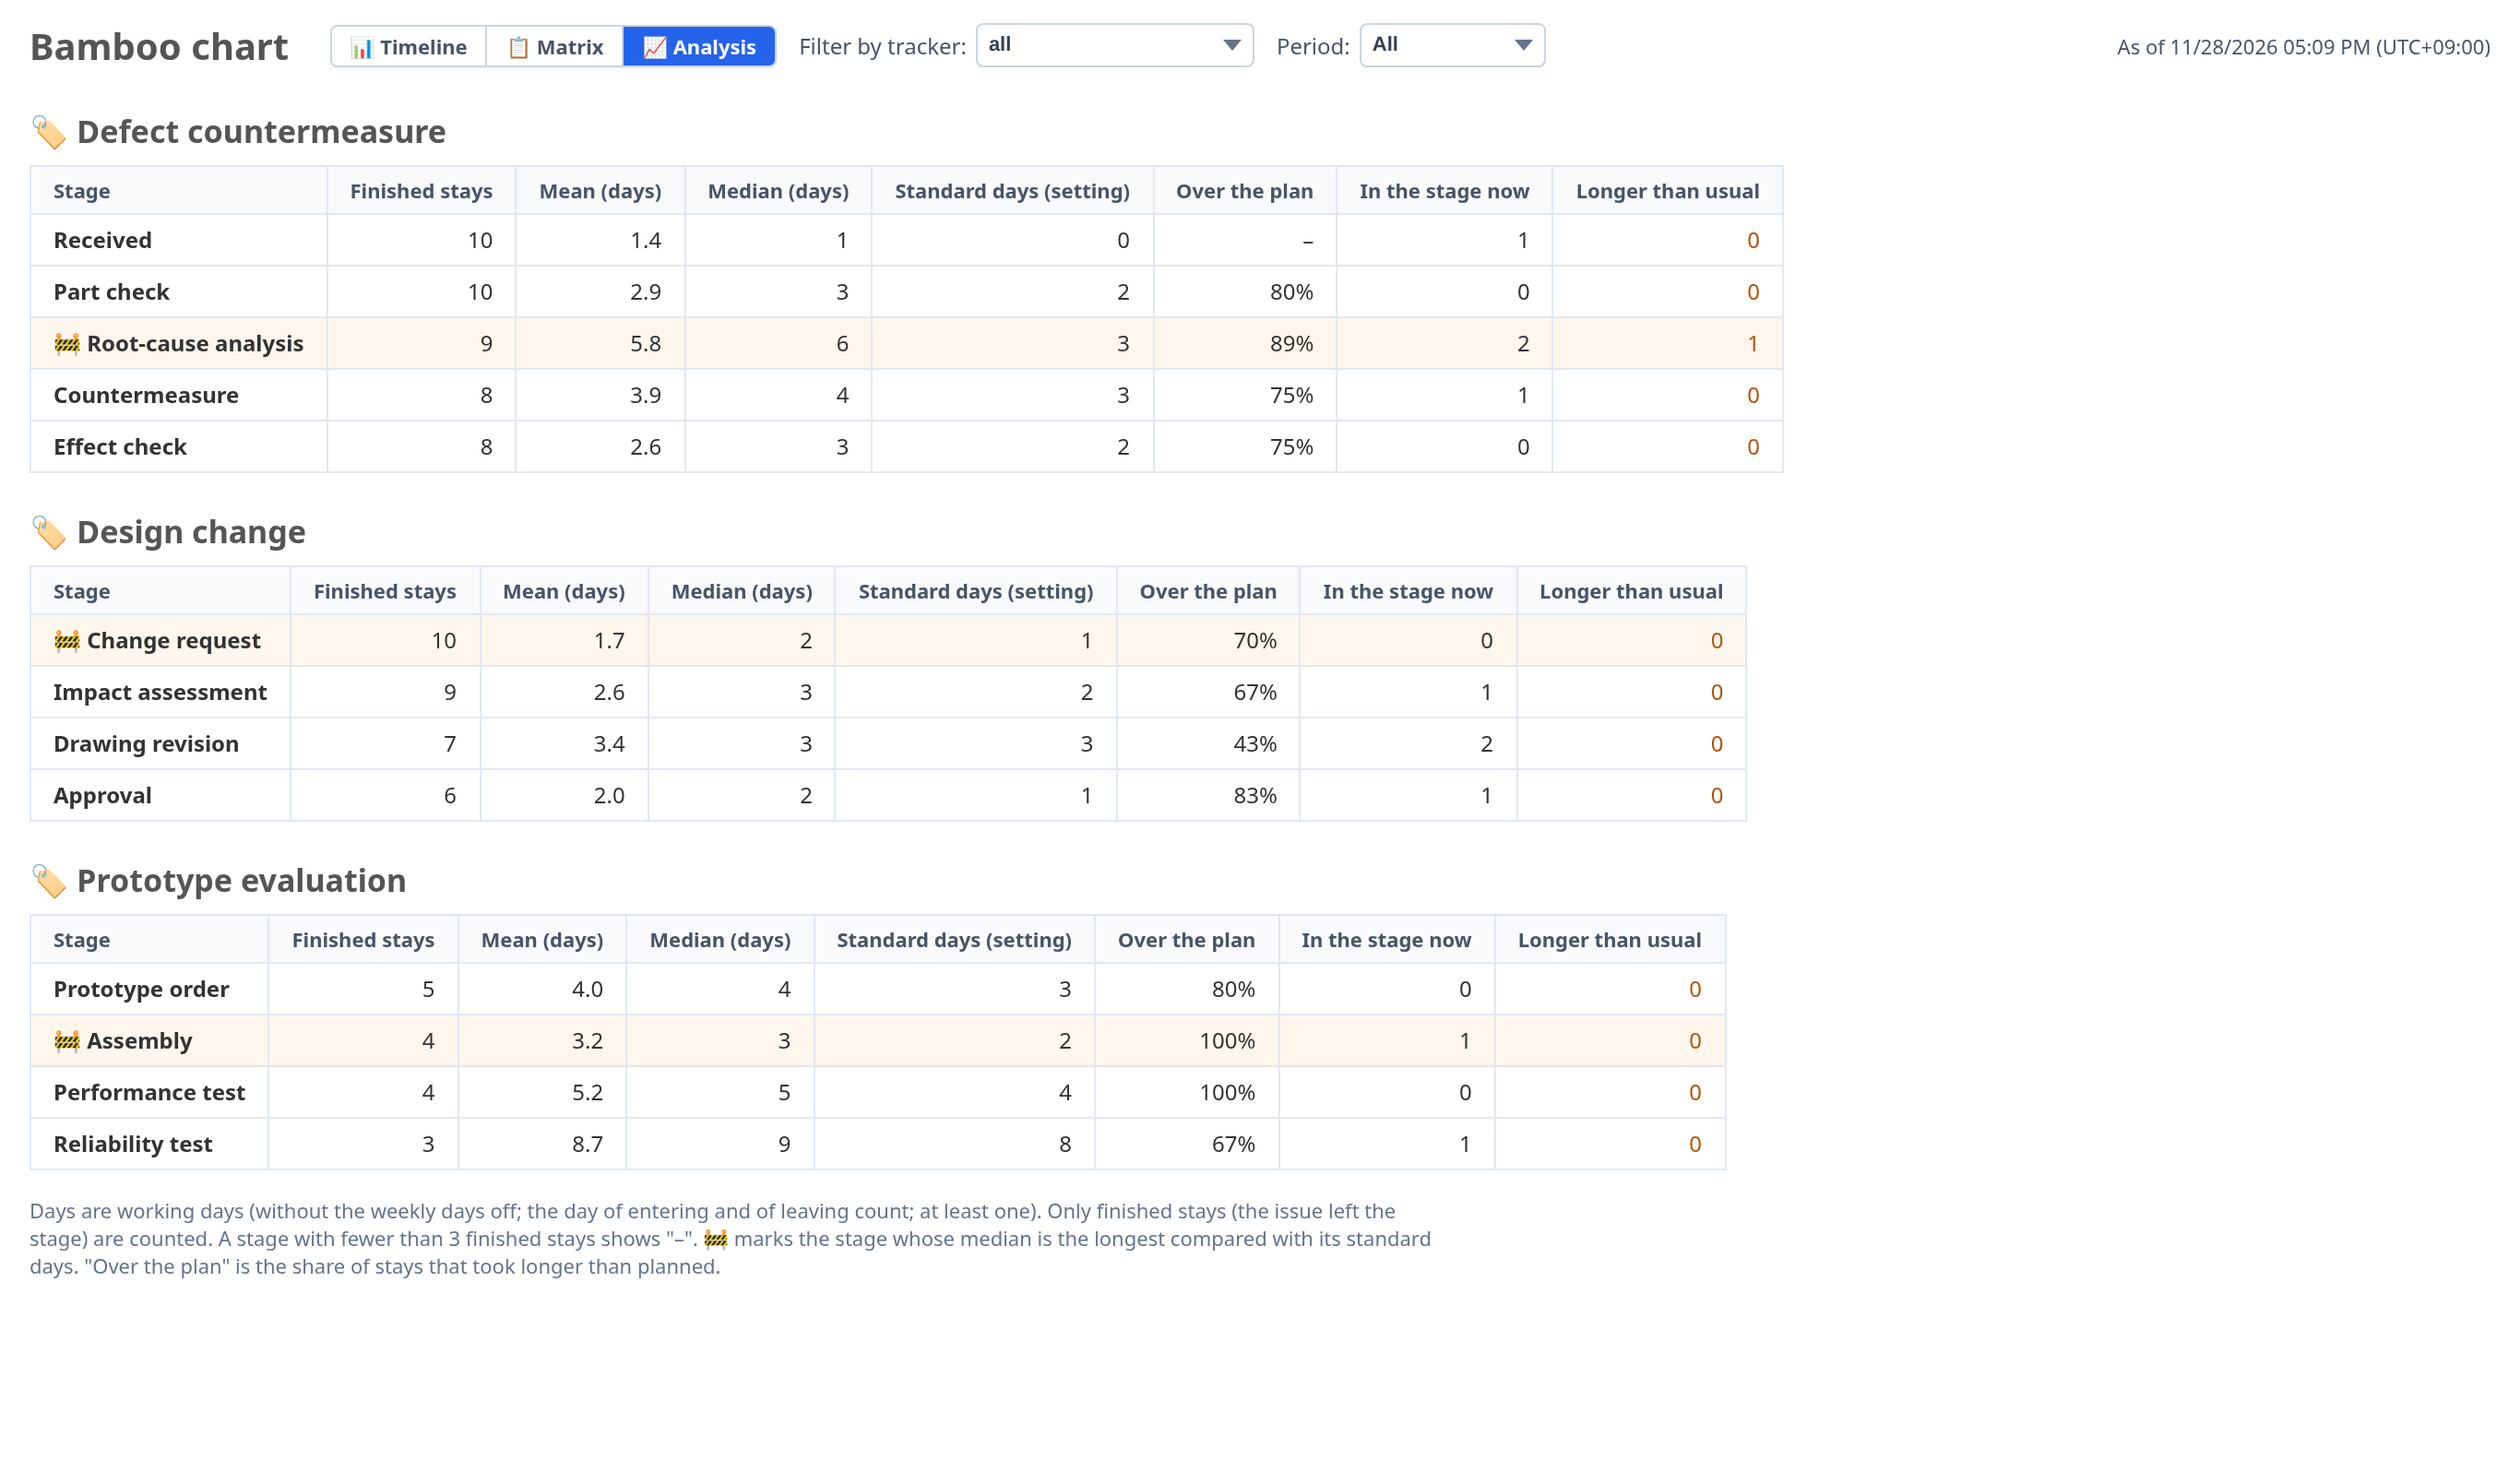 Bamboo chart
📊 Timeline 📋 Matrix 📈 Analysis Filter by tracker: all Period: All
As of 11/28/2026 05:09 PM (UTC+09:00)
🏷️ Defect countermeasure
Stage Finished stays Mean (days) Median (days) Standard days (setting) Over the plan In the stage now Longer than usual
Received 10 1.4 1 0 – 1 0
Part check 10 2.9 3 2 80% 0 0
🚧 Root-cause analysis 9 5.8 6 3 89% 2 1
Countermeasure 8 3.9 4 3 75% 1 0
Effect check 8 2.6 3 2 75% 0 0
🏷️ Design change
Stage Finished stays Mean (days) Median (days) Standard days (setting) Over the plan In the stage now Longer than usual
🚧 Change request 10 1.7 2 1 70% 0 0
Impact assessment 9 2.6 3 2 67% 1 0
Drawing revision 7 3.4 3 3 43% 2 0
Approval 6 2.0 2 1 83% 1 0
🏷️ Prototype evaluation
Stage Finished stays Mean (days) Median (days) Standard days (setting) Over the plan In the stage now Longer than usual
Prototype order 5 4.0 4 3 80% 0 0
🚧 Assembly 4 3.2 3 2 100% 1 0
Performance test 4 5.2 5 4 100% 0 0
Reliability test 3 8.7 9 8 67% 1 0
Days are working days (without the weekly days off; the day of entering and of leaving count; at least one). Only finished stays (the issue left the
stage) are counted. A stage with fewer than 3 finished stays shows "–". 🚧 marks the stage whose median is the longest compared with its standard
days. "Over the plan" is the share of stays that took longer than planned.